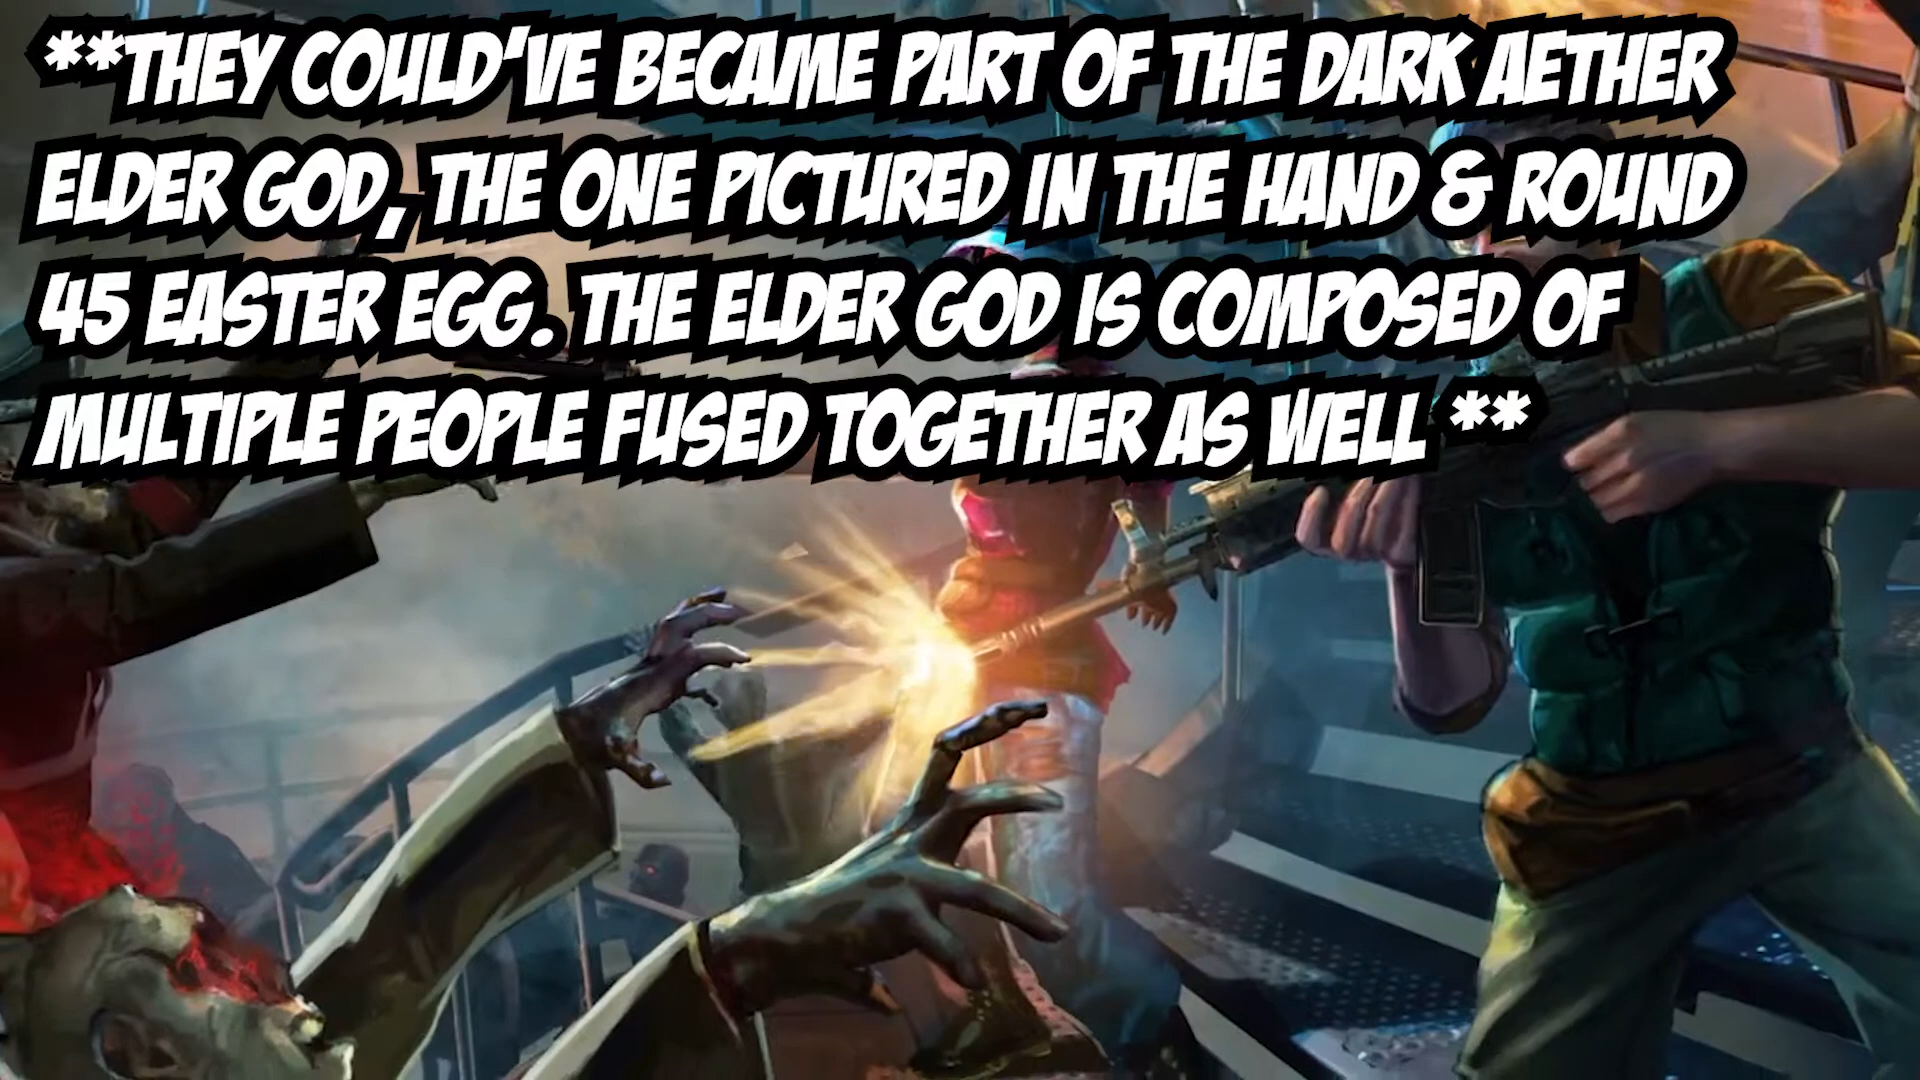 **THEY COULD'VE BECAME PART OF THE DARK AETHER
ELDER GOD, THE ONE PICTURED IN THE HAND & ROUND
45 EASTER EGG. THE ELDER GOD IS COMPOSED OF
MULTIPLE PEOPLE FUSED TOGETHER AS WELL **